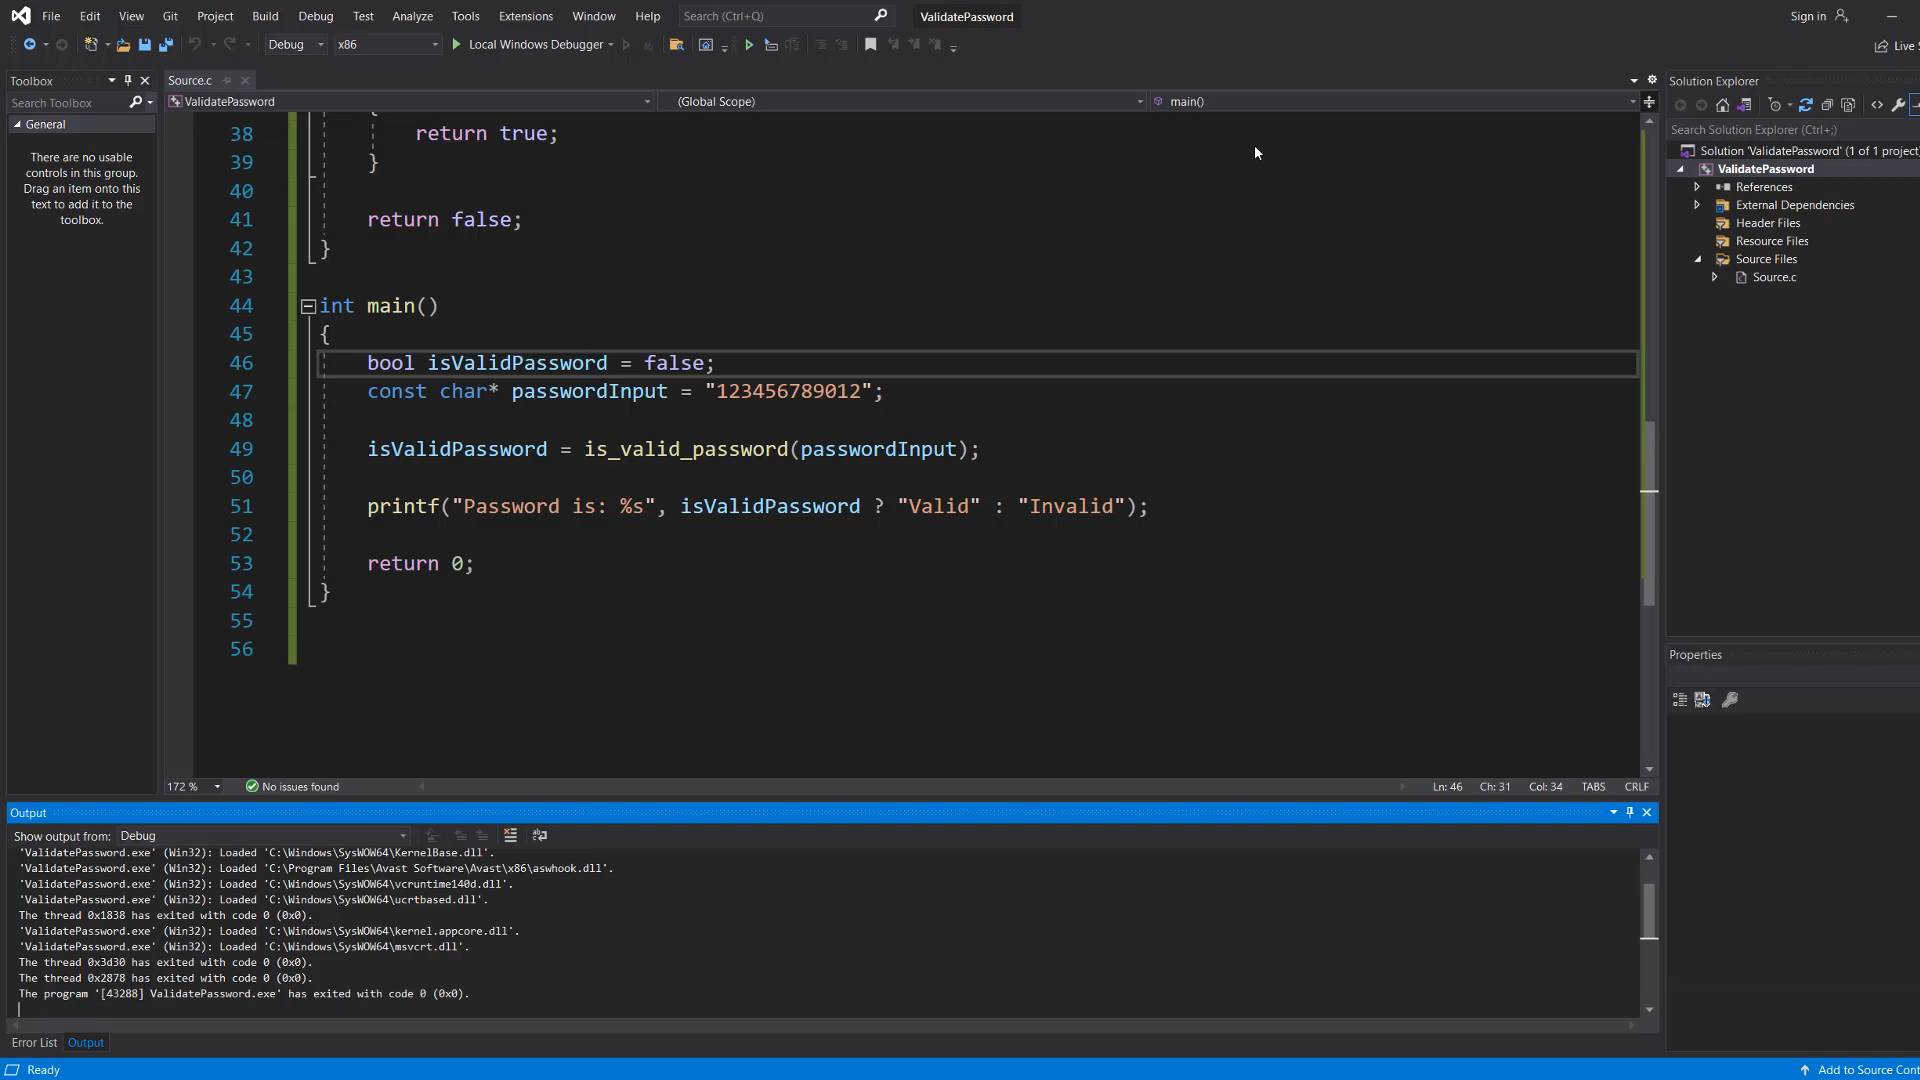 File Edit View Git Project Build Debug Test Analyze Tools Extensions Window Help Search (Ctrl+Q) ValidatePassword Sign in
Debug x86 Local Windows Debugger Live
Toolbox
Search Toolbox
General
There are no usable
controls in this group.
Drag an item onto this
text to add it to the
toolbox.
Source.c
ValidatePassword (Global Scope) main()
{
38 return true;
39 }
40
41 return false;
42 }
43
44 int main()
45 {
46 bool isValidPassword = false;
47 const char* passwordInput = "123456789012";
48
49 isValidPassword = is_valid_password(passwordInput);
50
51 printf("Password is: %s", isValidPassword ? "Valid" : "Invalid");
52
53 return 0;
54 }
55
56
172 % No issues found Ln: 46 Ch: 31 Col: 34 TABS CRLF
Solution Explorer
Search Solution Explorer (Ctrl+;)
Solution 'ValidatePassword' (1 of 1 project)
ValidatePassword
References
External Dependencies
Header Files
Resource Files
Source Files
Source.c
Properties
Output
Show output from: Debug
'ValidatePassword.exe' (Win32): Loaded 'C:\Windows\SysWOW64\KernelBase.dll'.
'ValidatePassword.exe' (Win32): Loaded 'C:\Program Files\Avast Software\Avast\x86\aswhook.dll'.
'ValidatePassword.exe' (Win32): Loaded 'C:\Windows\SysWOW64\vcruntime140d.dll'.
'ValidatePassword.exe' (Win32): Loaded 'C:\Windows\SysWOW64\ucrtbased.dll'.
The thread 0x1838 has exited with code 0 (0x0).
'ValidatePassword.exe' (Win32): Loaded 'C:\Windows\SysWOW64\kernel.appcore.dll'.
'ValidatePassword.exe' (Win32): Loaded 'C:\Windows\SysWOW64\msvcrt.dll'.
The thread 0x3d30 has exited with code 0 (0x0).
The thread 0x2878 has exited with code 0 (0x0).
The program '[43288] ValidatePassword.exe' has exited with code 0 (0x0).
Error List Output
Ready Add to Source Cont